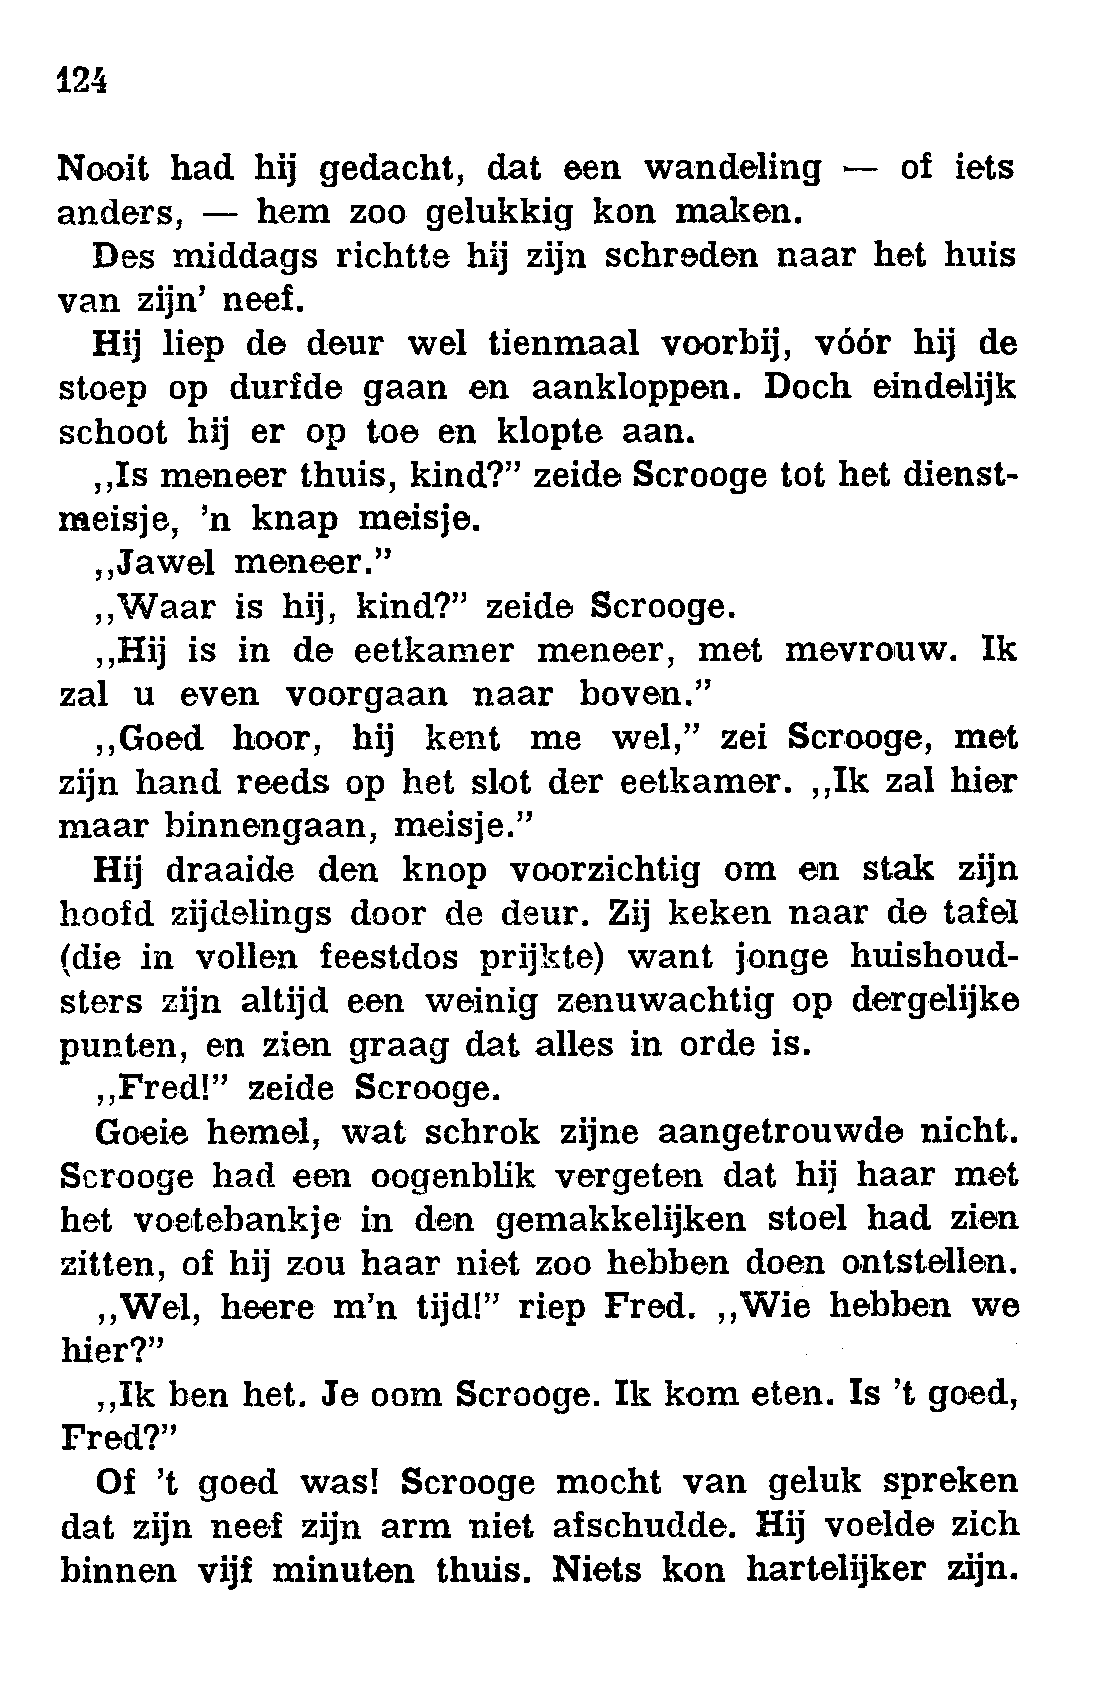 124
Nooit had hij gedacht, dat een wandeling — of iets
anders, — hem zoo gelukkig kon maken.
Des middags richtte hij zijn schreden naar het huis
van zijn’ neef.
Hij liep de deur wel tienmaal voorbij, vóór hij de
stoep op durfde gaan en aankloppen. Doch eindelijk
schoot hij er op toe en klopte aan.
,,Is meneer thuis, kind?” zeide Scrooge tot het dienst-
meisje, ’n knap meisje.
,,Jawel meneer.”
,,Waar is hij, kind?” zeide Scrooge.
,,Hij is in de eetkamer meneer, met mevrouw. Ik
zal u even voorgaan naar boven.”
,,Goed hoor, hij kent me wel,” zei Scrooge, met
zijn hand reeds op het slot der eetkamer. ,,Ik zal hier
maar binnengaan, meisje.”
Hij draaide den knop voorzichtig om en stak zijn
hoofd zijdelings door de deur. Zij keken naar de tafel
(die in vollen feestdos prijkte) want jonge huishoud-
sters zijn altijd een weinig zenuwachtig op dergelijke
punten, en zien graag dat alles in orde is.
,,Fred!” zeide Scrooge.
Goeie hemel, wat schrok zijne aangetrouwde nicht.
Scrooge had een oogenblik vergeten dat hij haar met
het voetebankje in den gemakkelijken stoel had zien
zitten, of hij zou haar niet zoo hebben doen ontstellen.
,,Wel, heere m’n tijd!” riep Fred. ,,Wie hebben we
hier?”
,,Ik ben het. Je oom Scrooge. Ik kom eten. Is ’t goed,
Fred?”
Of ’t goed was! Scrooge mocht van geluk spreken
dat zijn neef zijn arm niet afschudde. Hij voelde zich
binnen vijf minuten thuis. Niets kon hartelijker zijn.